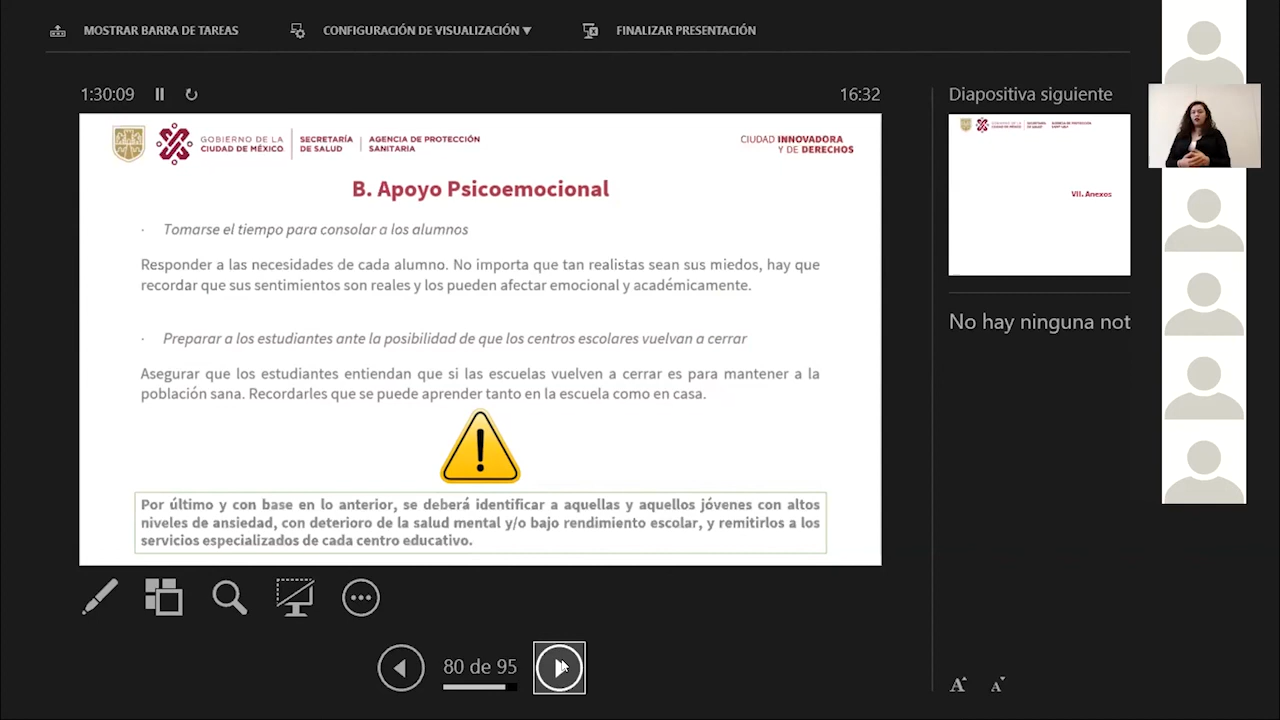 MOSTRAR BARRA DE TAREAS
CONFIGURACIÓN DE VISUALIZACIÓN ▼
FINALIZAR PRESENTACIÓN
1:30:09
16:32
GOBIERNO DE LA
CIUDAD DE MÉXICO
SECRETARÍA
DE SALUD
AGENCIA DE PROTECCIÓN
SANITARIA
CIUDAD INNOVADORA
Y DE DERECHOS
B. Apoyo Psicoemocional
· Tomarse el tiempo para consolar a los alumnos
Responder a las necesidades de cada alumno. No importa que tan realistas sean sus miedos, hay que
recordar que sus sentimientos son reales y los pueden afectar emocional y académicamente.
· Preparar a los estudiantes ante la posibilidad de que los centros escolares vuelvan a cerrar
Asegurar que los estudiantes entiendan que si las escuelas vuelven a cerrar es para mantener a la
población sana. Recordarles que se puede aprender tanto en la escuela como en casa.
!
Por último y con base en lo anterior, se deberá identificar a aquellas y aquellos jóvenes con altos
niveles de ansiedad, con deterioro de la salud mental y/o bajo rendimiento escolar, y remitirlos a los
servicios especializados de cada centro educativo.
80 de 95
Diapositiva siguiente
VII. Anexos
No hay ninguna not
A A